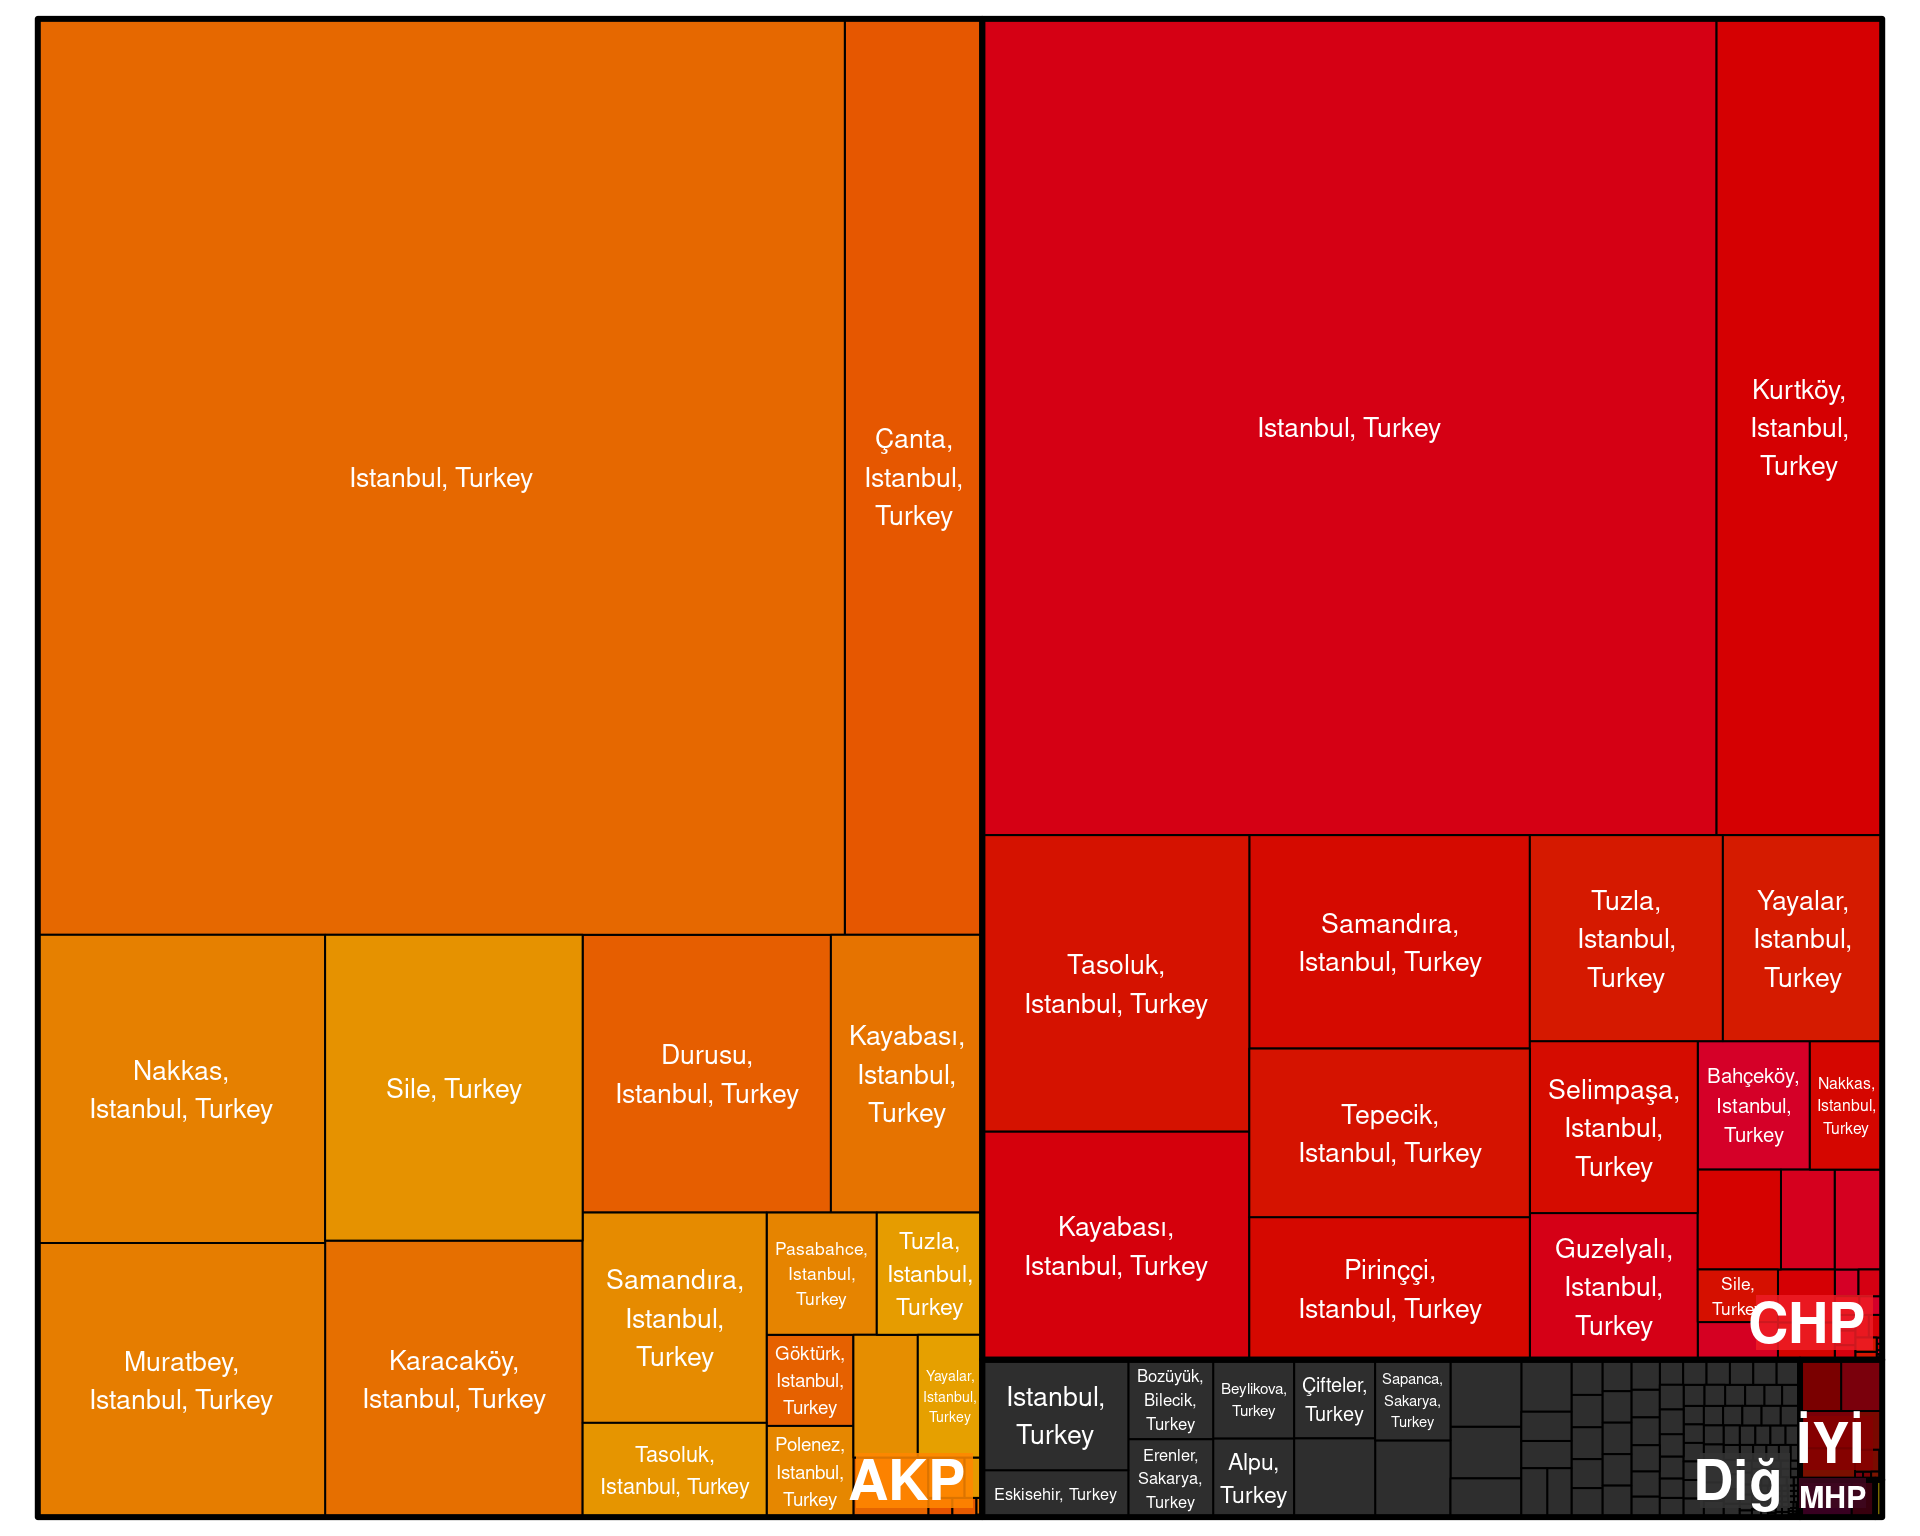 Istanbul, Turkey
Çanta,
Istanbul,
Turkey
Nakkas,
Istanbul, Turkey
Sile, Turkey
Durusu,
Istanbul, Turkey
Kayabası,
Istanbul,
Turkey
Muratbey,
Istanbul, Turkey
Karacaköy,
Istanbul, Turkey
Samandıra,
Istanbul,
Turkey
Tasoluk,
Istanbul, Turkey
Pasabahce,
Istanbul,
Turkey
Tuzla,
Istanbul,
Turkey
Göktürk,
Istanbul,
Turkey
Polenez,
Istanbul,
Turkey
Yayalar,
Istanbul,
Turkey
AKP
Istanbul, Turkey
Kurtköy,
Istanbul,
Turkey
Tasoluk,
Istanbul, Turkey
Kayabası,
Istanbul, Turkey
Samandıra,
Istanbul, Turkey
Tepecik,
Istanbul, Turkey
Pirinççi,
Istanbul, Turkey
Tuzla,
Istanbul,
Turkey
Yayalar,
Istanbul,
Turkey
Selimpaşa,
Istanbul,
Turkey
Guzelyalı,
Istanbul,
Turkey
Bahçeköy,
Istanbul,
Turkey
Nakkas,
Istanbul,
Turkey
Sile,
Turkey
CHP
Istanbul,
Turkey
Eskisehir, Turkey
Bozüyük,
Bilecik,
Turkey
Erenler,
Sakarya,
Turkey
Beylikova,
Turkey
Alpu,
Turkey
Çifteler,
Turkey
Sapanca,
Sakarya,
Turkey
Diğ
İYİ
MHP